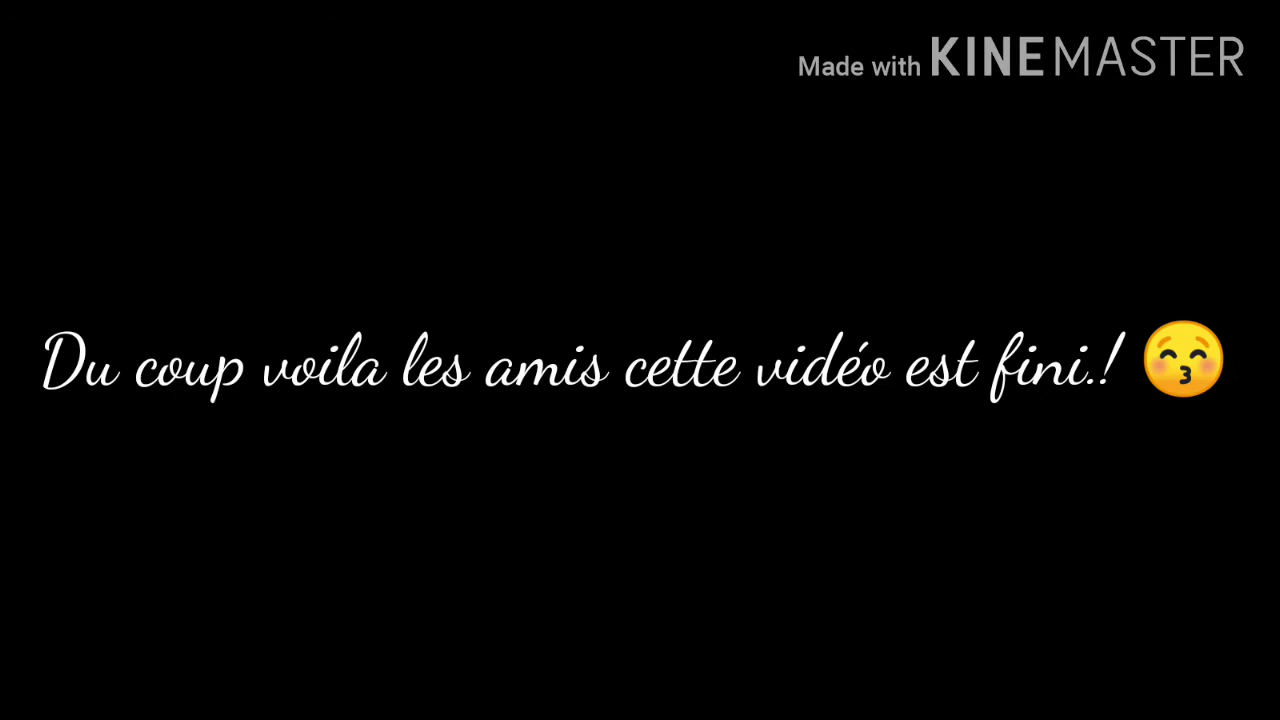 Made with KINEMASTER
Du coup voila les amis cette vidéo est fini.! 😚